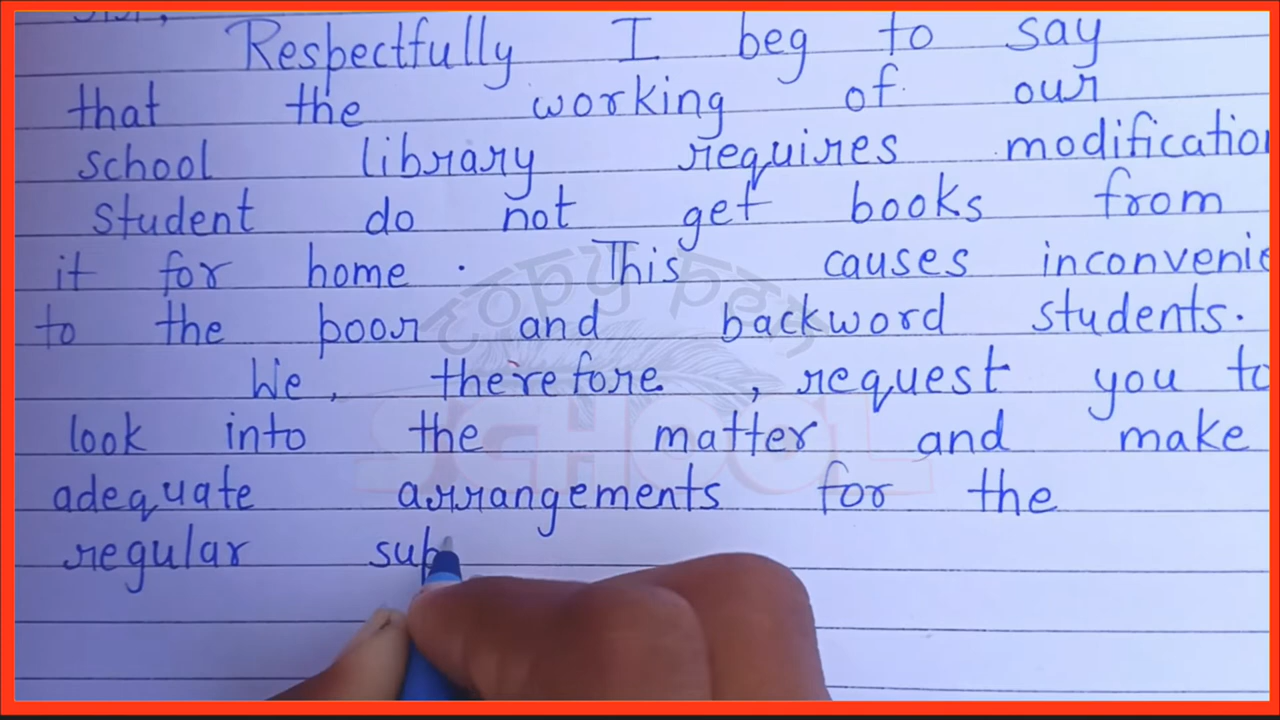 Respectfully I beg to say
that the working of our
school library requires modification
student do not get books from
it for home . This causes inconvenie
to the poor and backword students.
We, therefore , request you to
look into the matter and make
adequate arrangements for the
regular sup